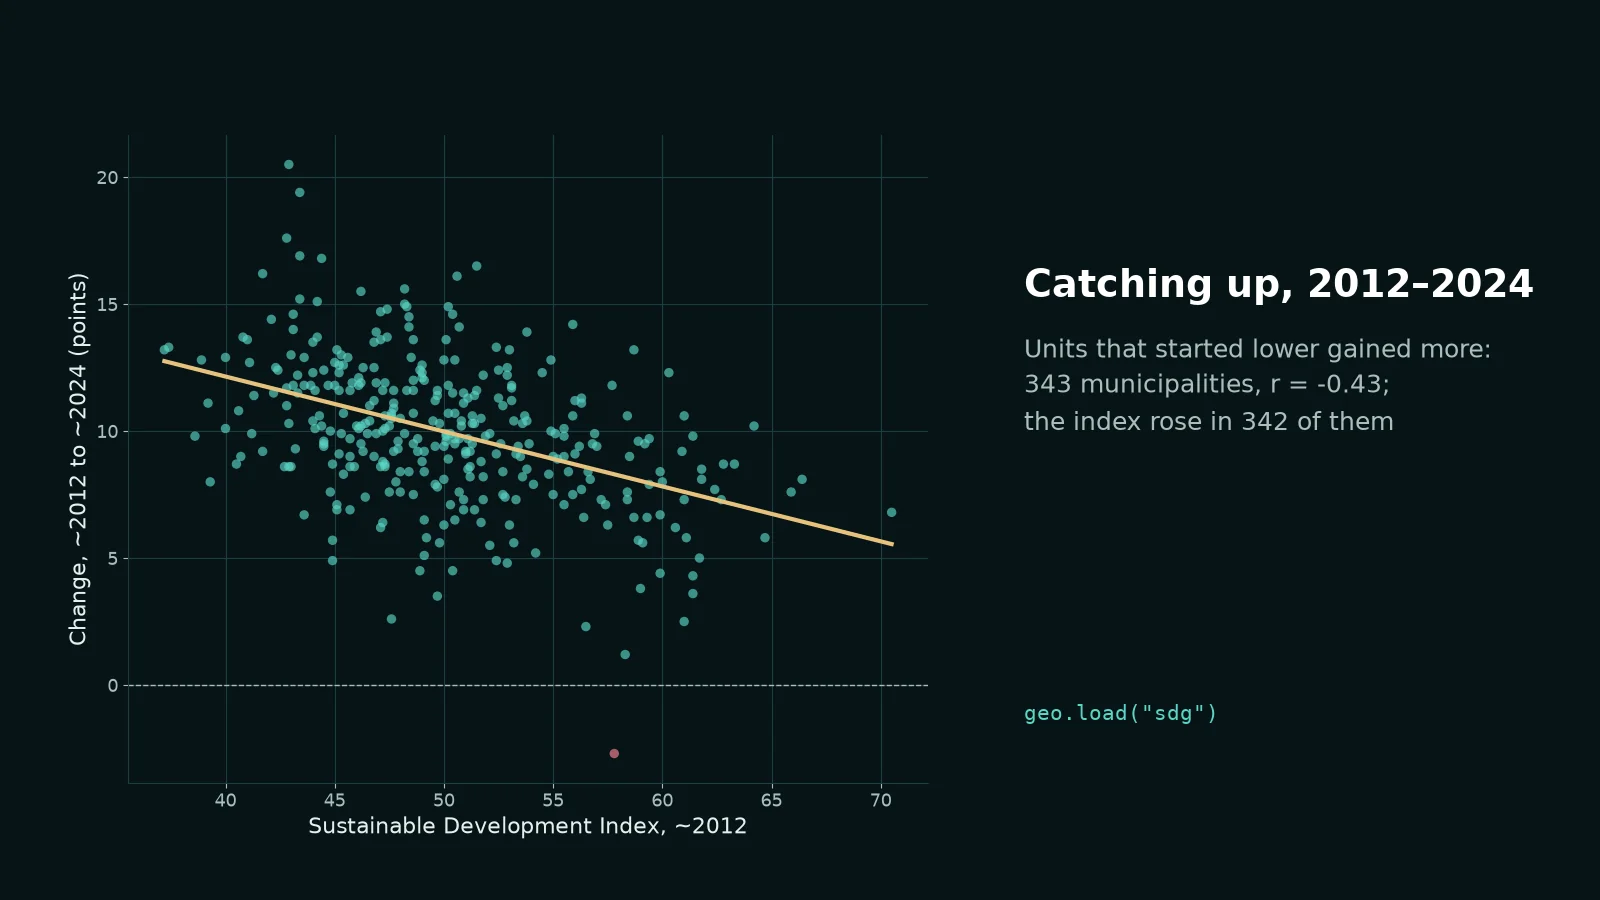 Catching up, 2012–2024
Units that started lower gained more:
343 municipalities, r = -0.43;
the index rose in 342 of them
geo.load("sdg")
Change, ~2012 to ~2024 (points)
20
15
10
5
0
40 45 50 55 60 65 70
Sustainable Development Index, ~2012